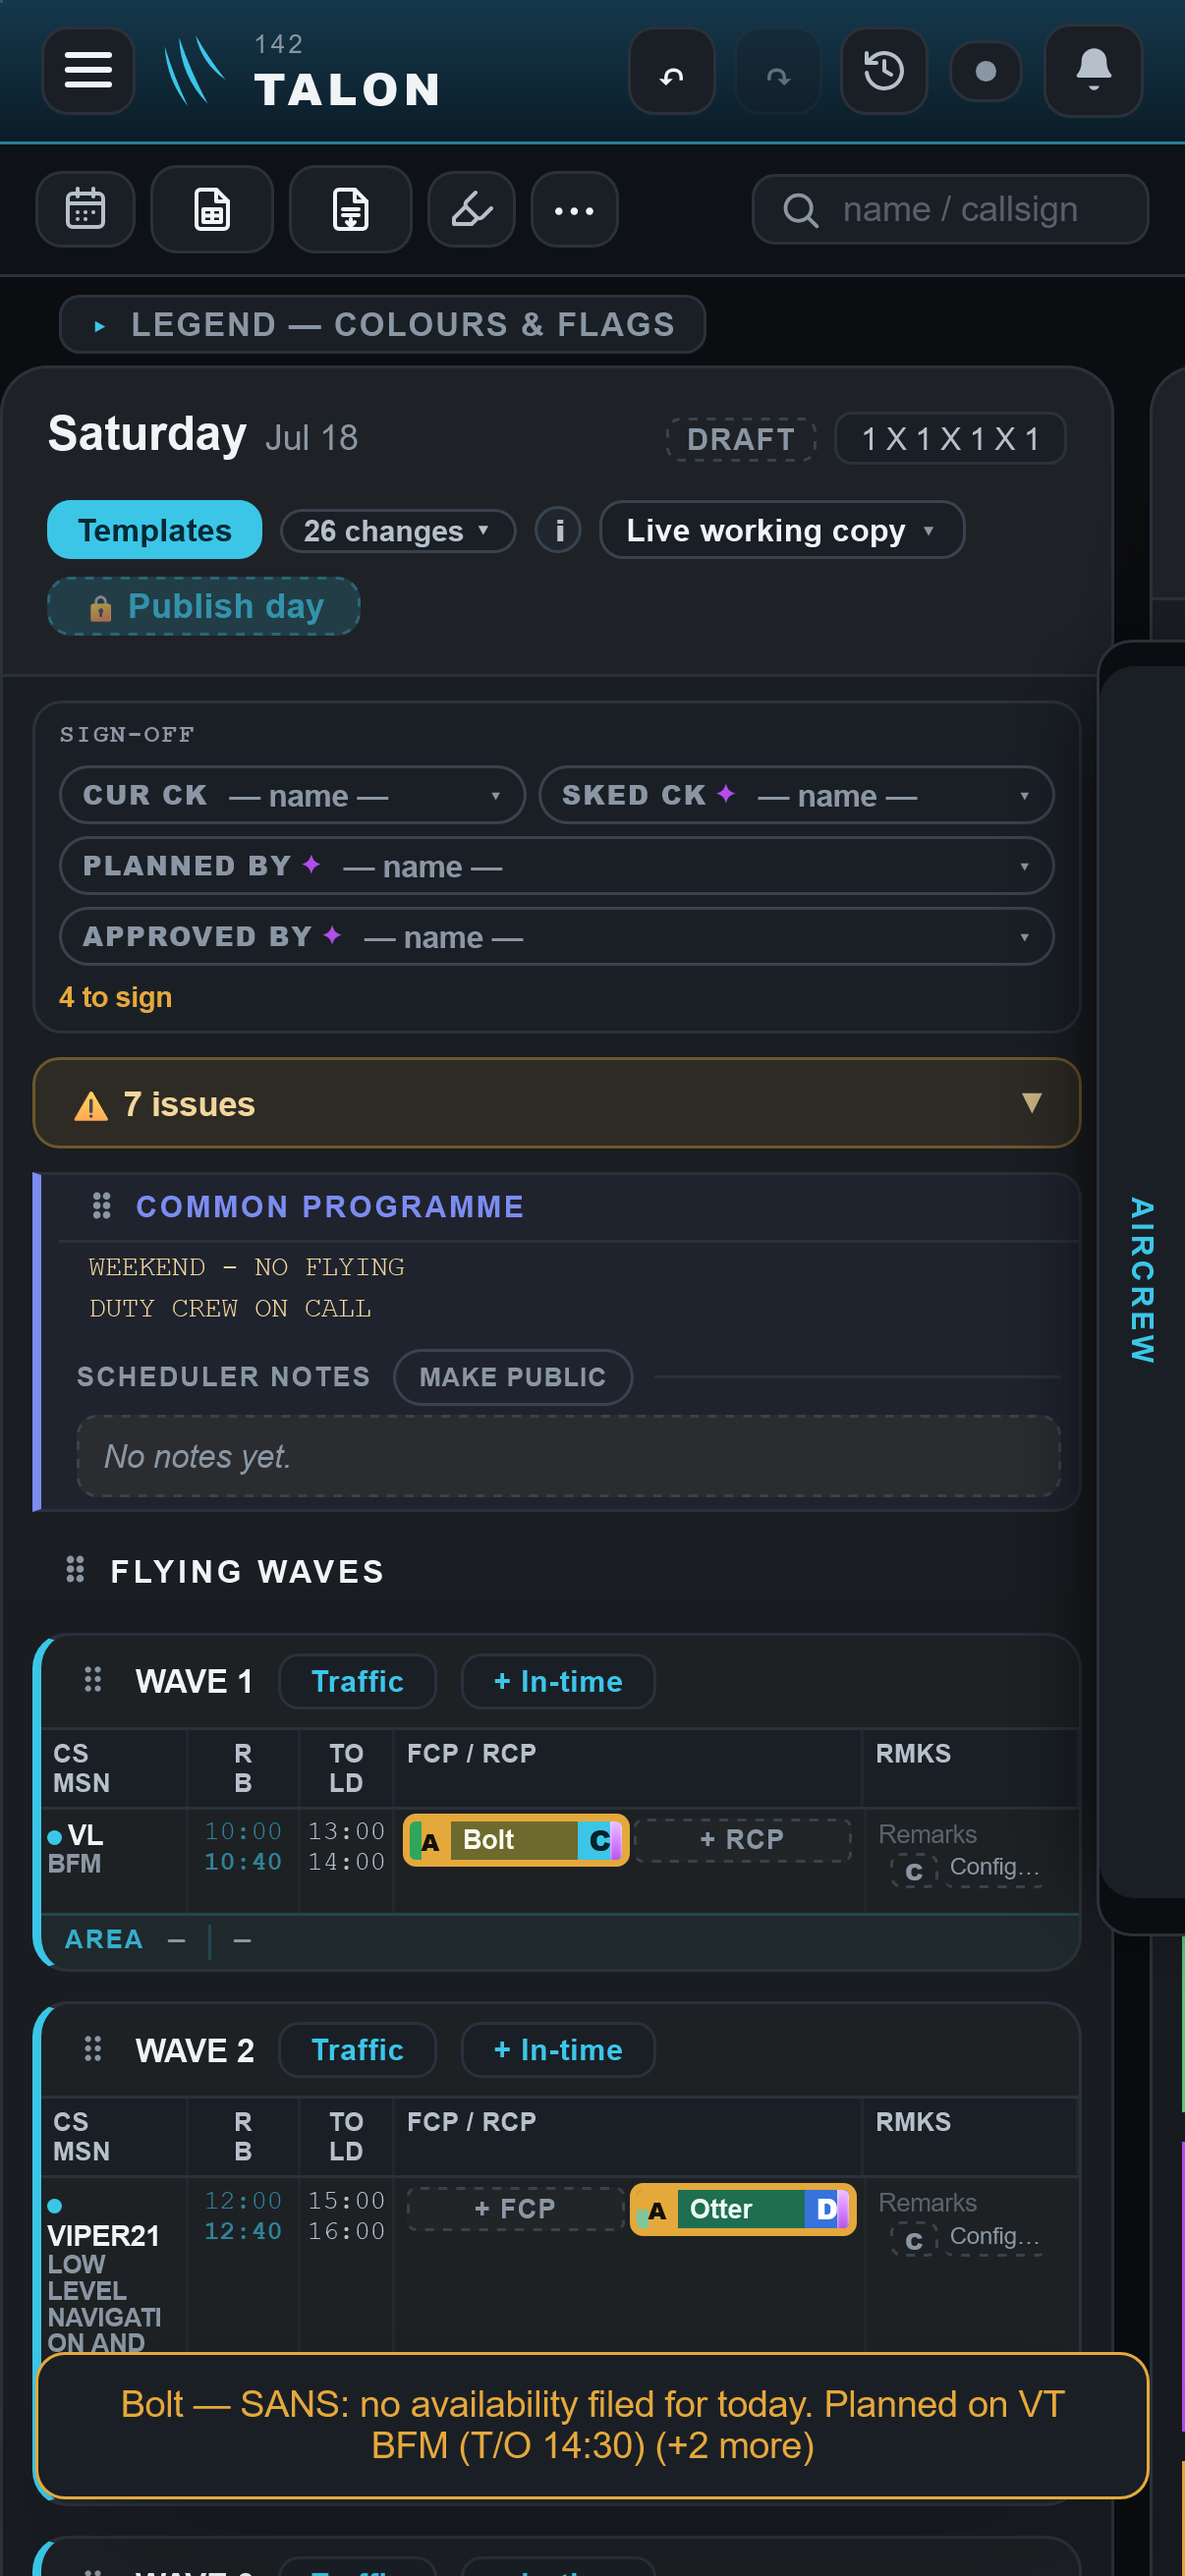 142
TALON
name / callsign
▸ LEGEND — COLOURS & FLAGS
Saturday Jul 18 DRAFT 1 X 1 X 1 X 1
Templates 26 changes ▾ i Live working copy ▾
Publish day
SIGN-OFF
CUR CK — name — ▾ SKED CK ✦ — name — ▾
PLANNED BY ✦ — name — ▾
APPROVED BY ✦ — name — ▾
4 to sign
⚠ 7 issues ▼
COMMON PROGRAMME
WEEKEND – NO FLYING
DUTY CREW ON CALL
SCHEDULER NOTES MAKE PUBLIC
No notes yet.
AIRCREW
FLYING WAVES
WAVE 1 Traffic + In-time
CS R TO FCP / RCP RMKS
MSN B LD
VL 10:00 13:00 A Bolt C + RCP Remarks
BFM 10:40 14:00 C Config…
AREA – –
WAVE 2 Traffic + In-time
CS R TO FCP / RCP RMKS
MSN B LD
12:00 15:00 + FCP A Otter D Remarks
VIPER21 12:40 16:00 C Config…
LOW
LEVEL
NAVIGATI
ON AND
Bolt — SANS: no availability filed for today. Planned on VT
BFM (T/O 14:30) (+2 more)